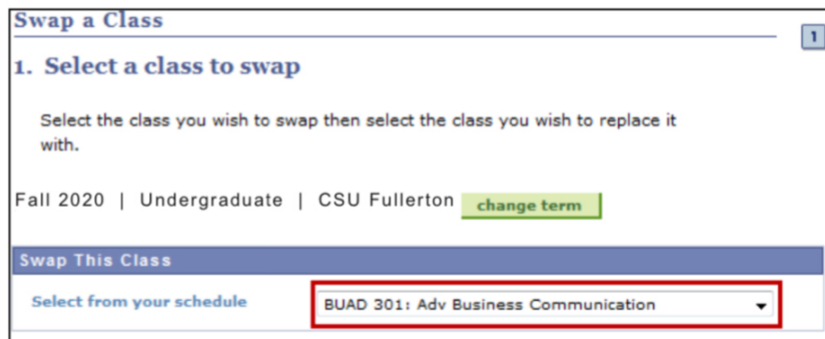 Swap a Class
1
1. Select a class to swap
Select the class you wish to swap then select the class you wish to replace it
with.
Fall 2020 | Undergraduate | CSU Fullerton change term
Swap This Class
Select from your schedule BUAD 301: Adv Business Communication